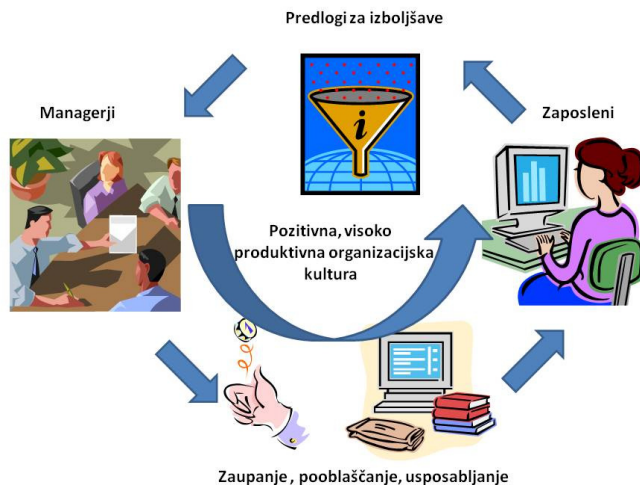 Predlogi za izboljšave
Managerji
Zaposleni
i
Pozitivna, visoko
produktivna organizacijska
kultura
Zaupanje , pooblaščanje, usposabljanje